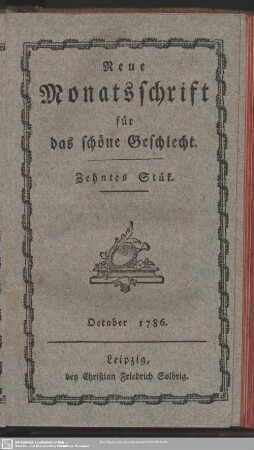 Neue
Monatsschrift
für
das schöne Geschlecht.
Zehntes Stük.
October 1786.
Leipzig,
bey Christian Friedrich Solbrig.